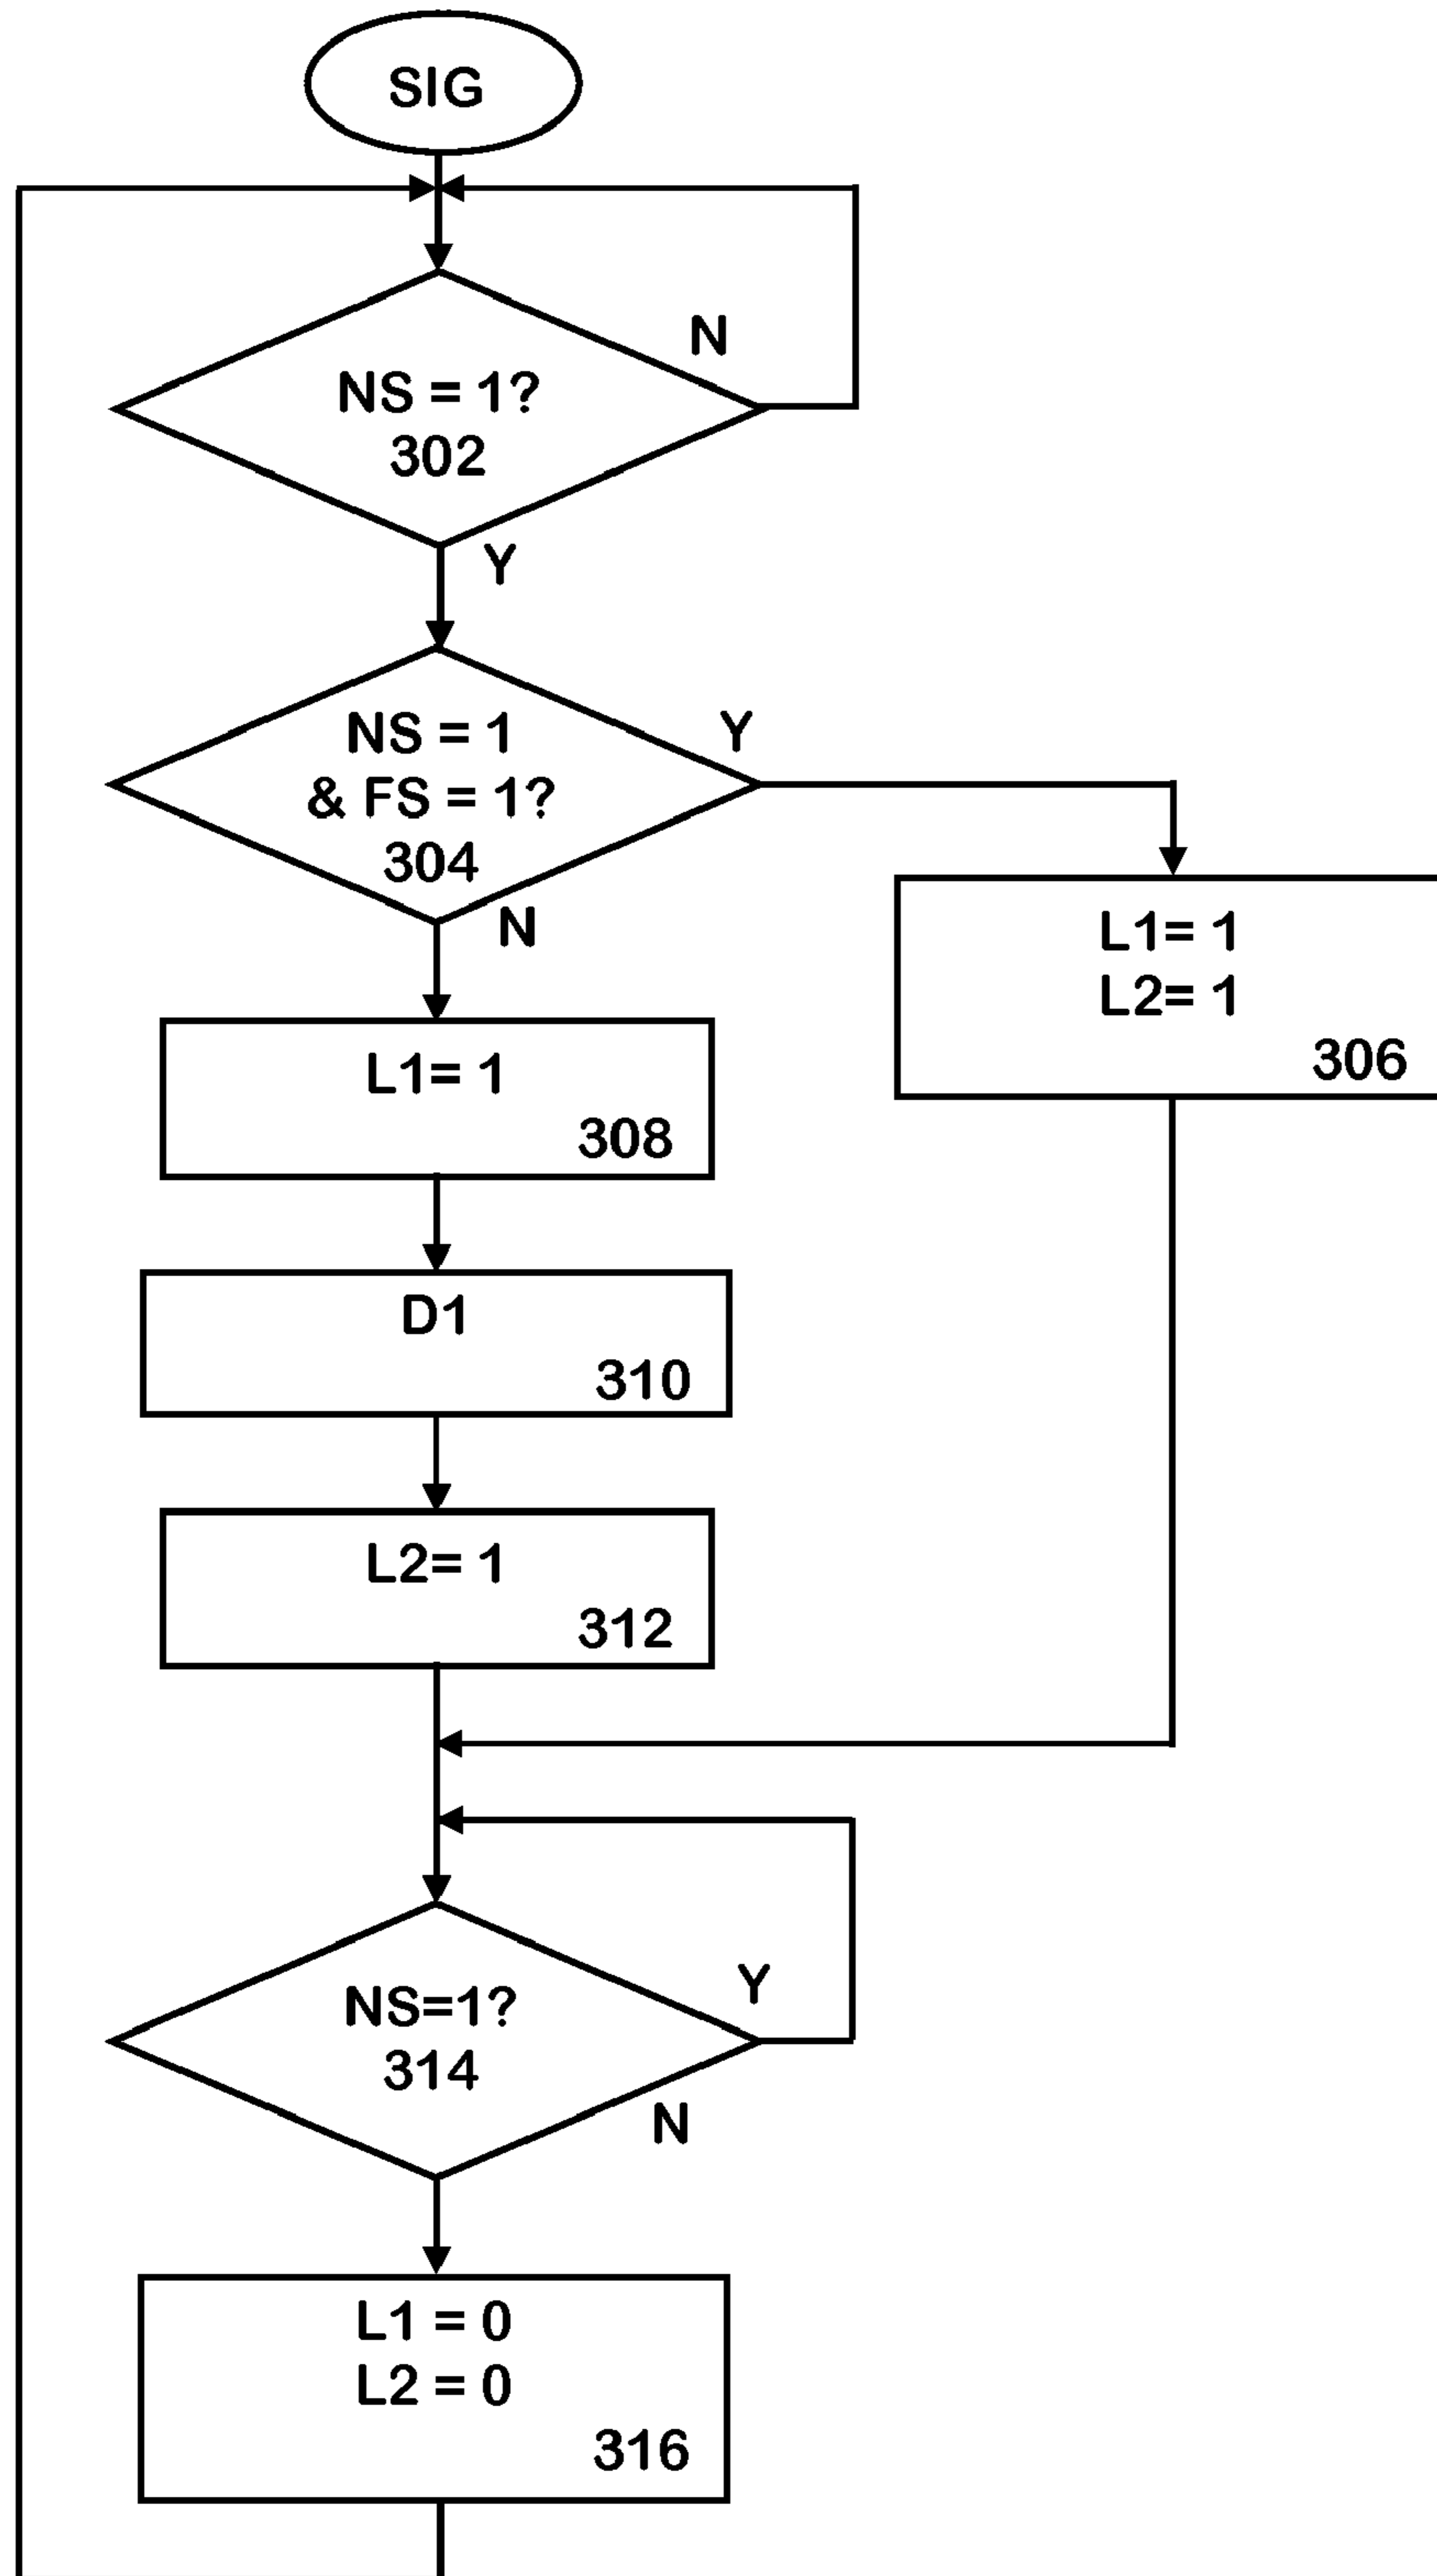 SIG
N
NS = 1?
302
Y
NS = 1
& FS = 1?
304
Y
N
L1= 1
L2= 1
306
L1= 1
308
D1
310
L2= 1
312
NS=1?
314
Y
N
L1 = 0
L2 = 0
316